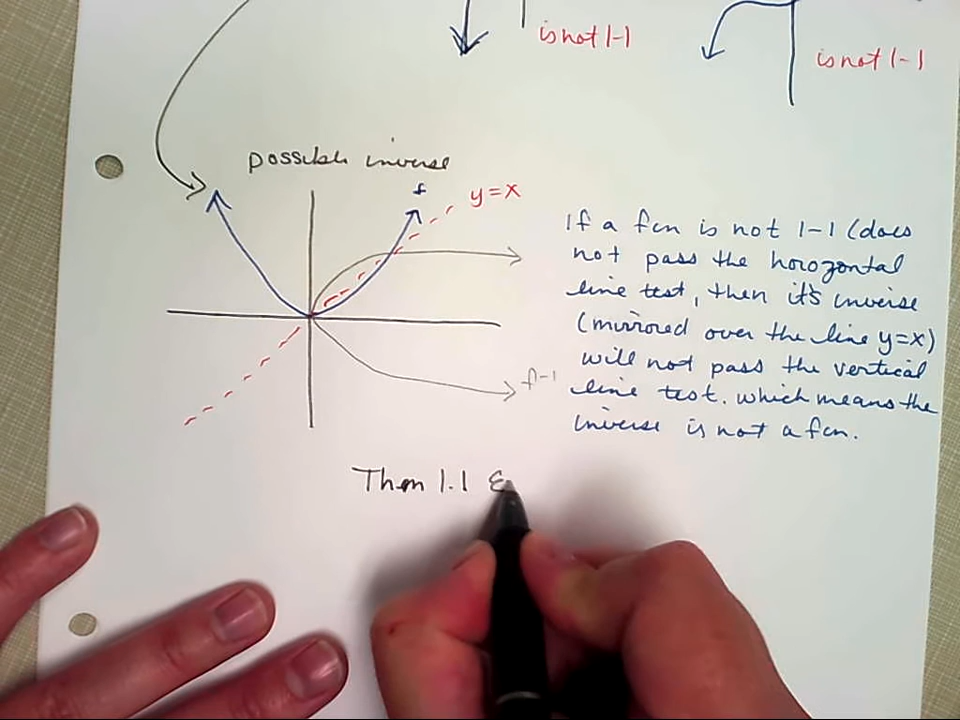 is not 1-1
is not 1-1
possible inverse
f
y=x
If a fcn is not 1-1 (does
not pass the horozontal
line test, then it's inverse
(mirrored over the line y=x)
will not pass the vertical
line test. which means the
inverse is not a fcn.
f-1
Thm 1.1